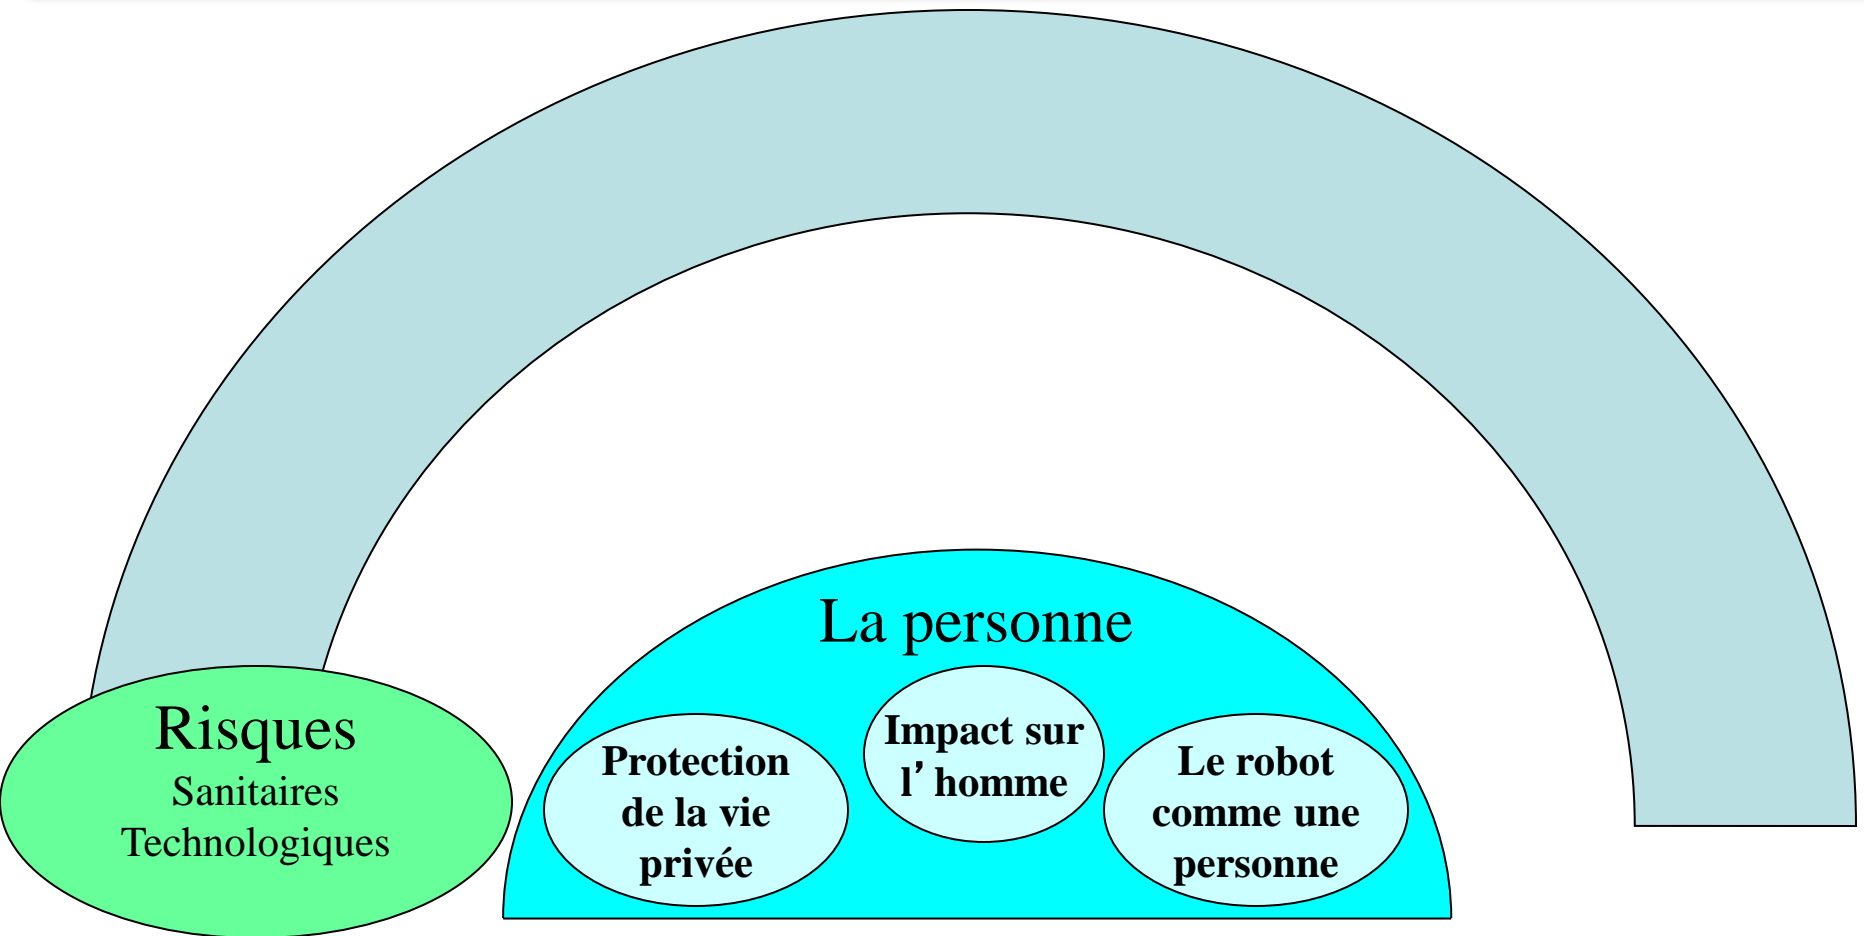 La personne
Risques
Sanitaires
Technologiques
Protection
de la vie
privée
Impact sur
l’ homme
Le robot
comme une
personne